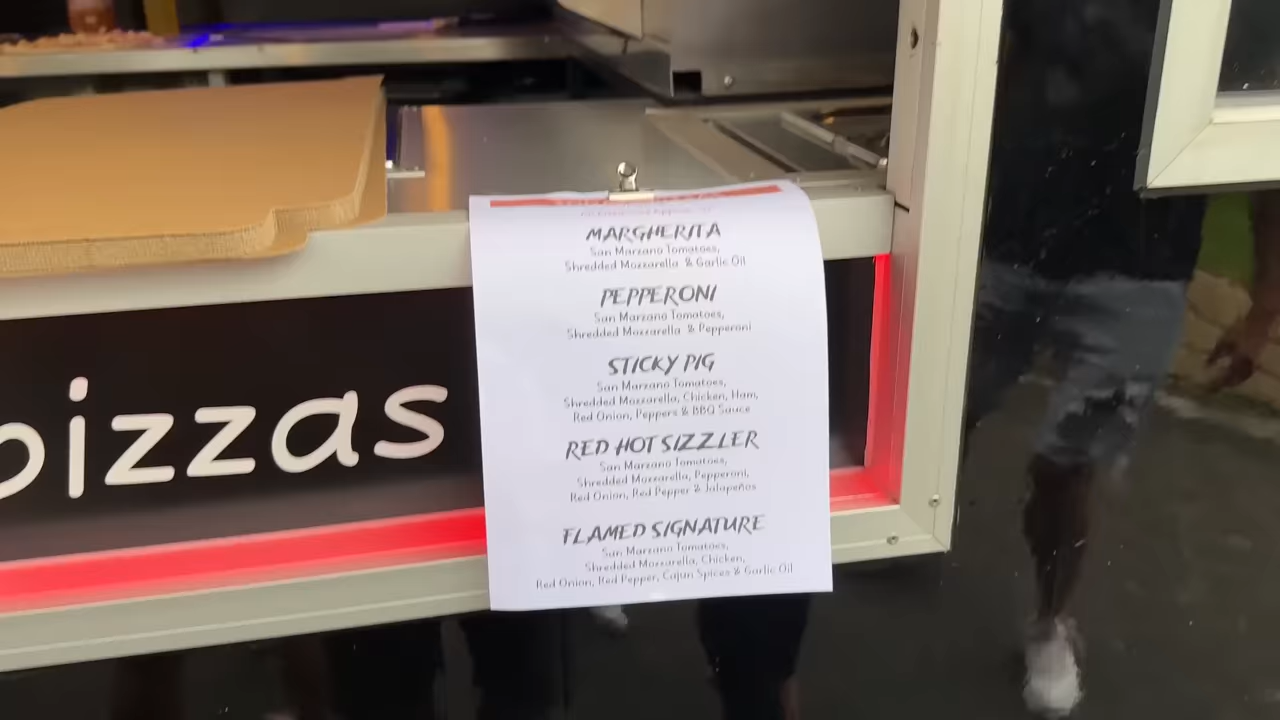 MARGHERITA
San Marzano Tomatoes,
Shredded Mozzarella & Garlic Oil
PEPPERONI
San Marzano Tomatoes,
Shredded Mozzarella & Pepperoni
STICKY PIG
San Marzano Tomatoes,
Shredded Mozzarella, Chicken, Ham,
Red Onion, Peppers & BBQ Sauce
RED HOT SIZZLER
San Marzano Tomatoes,
Shredded Mozzarella, Pepperoni,
Red Onion, Red Pepper & Jalapeños
FLAMED SIGNATURE
San Marzano Tomatoes,
Shredded Mozzarella, Chicken,
Red Onion, Red Pepper, Cajun Spices & Garlic Oil
pizzas